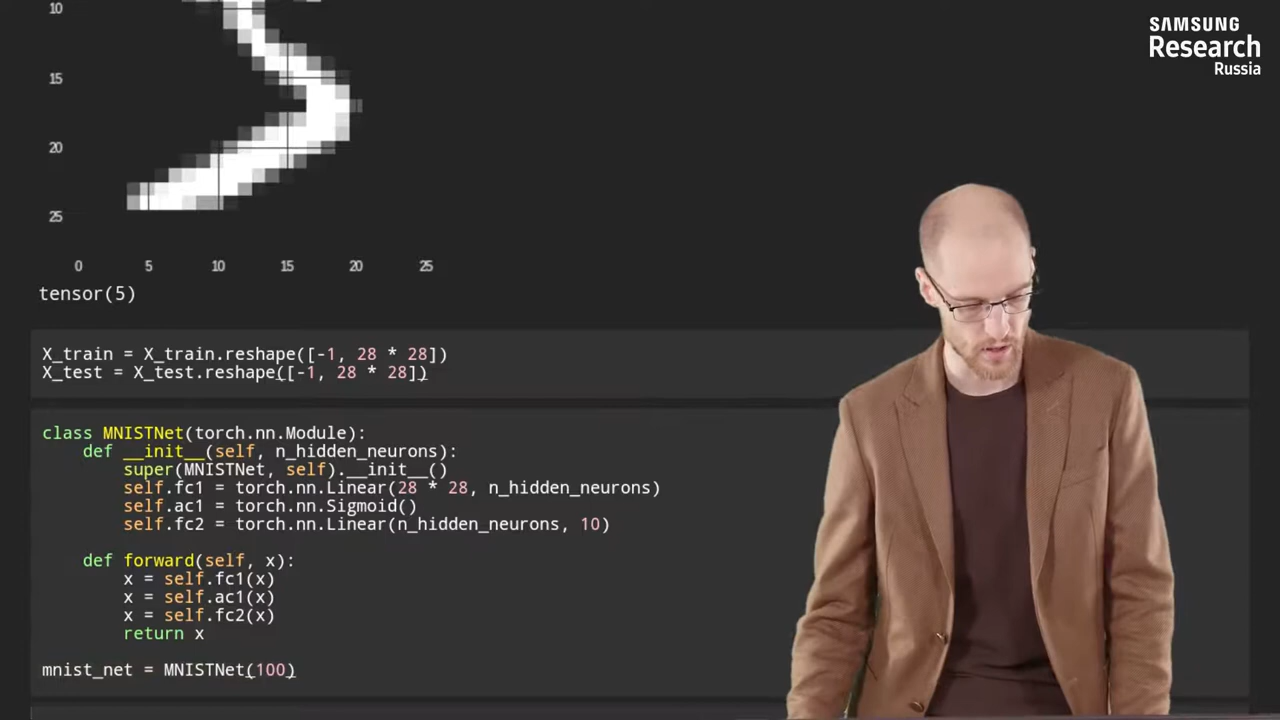 SAMSUNG
Research
Russia
10
15
20
25
0 5 10 15 20 25
tensor(5)
X_train = X_train.reshape([-1, 28 * 28])
X_test = X_test.reshape([-1, 28 * 28])
class MNISTNet(torch.nn.Module):
    def __init__(self, n_hidden_neurons):
        super(MNISTNet, self).__init__()
        self.fc1 = torch.nn.Linear(28 * 28, n_hidden_neurons)
        self.ac1 = torch.nn.Sigmoid()
        self.fc2 = torch.nn.Linear(n_hidden_neurons, 10)
    def forward(self, x):
        x = self.fc1(x)
        x = self.ac1(x)
        x = self.fc2(x)
        return x
mnist_net = MNISTNet(100)